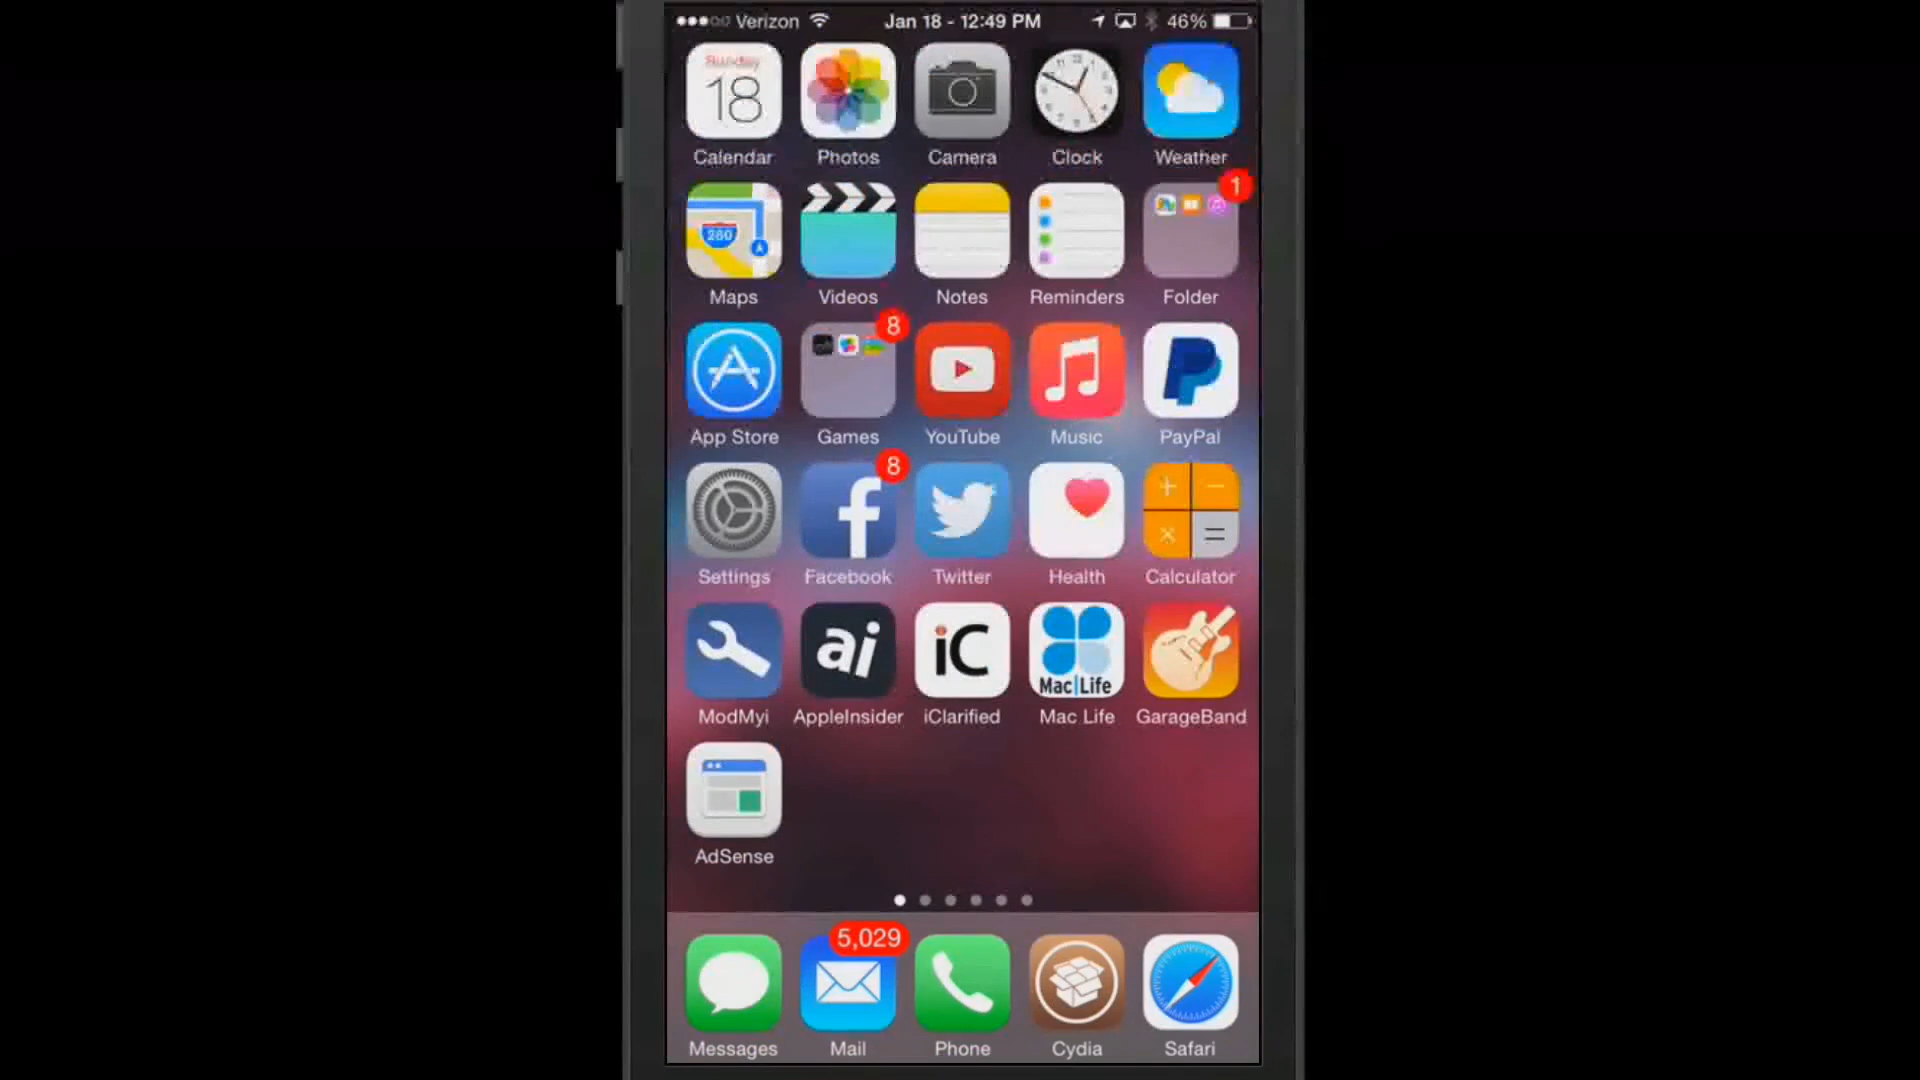 Verizon Jan 18 - 12:49 PM 46%
Sunday
18
Calendar Photos Camera Clock Weather
1
280
Maps Videos Notes Reminders Folder
8
App Store Games YouTube Music PayPal
8
Settings Facebook Twitter Health Calculator
ai iC Mac|Life
ModMyi AppleInsider iClarified Mac Life GarageBand
AdSense
5,029
Messages Mail Phone Cydia Safari